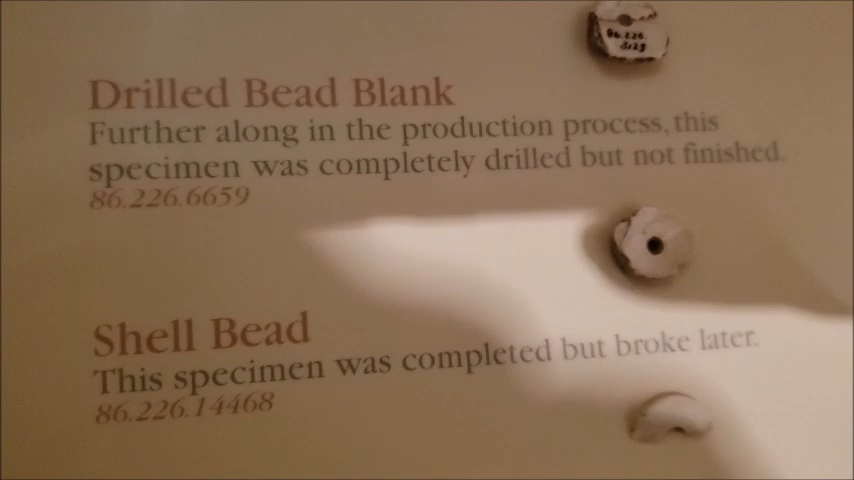 Drilled Bead Blank
Further along in the production process, this
specimen was completely drilled but not finished.
86.226.6659
Shell Bead
This specimen was completed but broke later.
86.226.14468